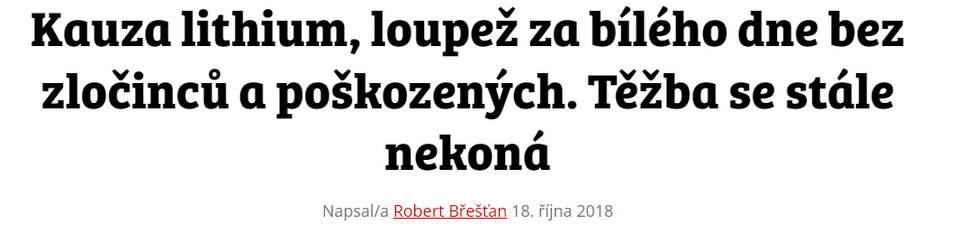 Kauza lithium, loupež za bílého dne bez
zločinců a poškozených. Těžba se stále
nekoná
Napsal/a Robert Břešťan 18. října 2018